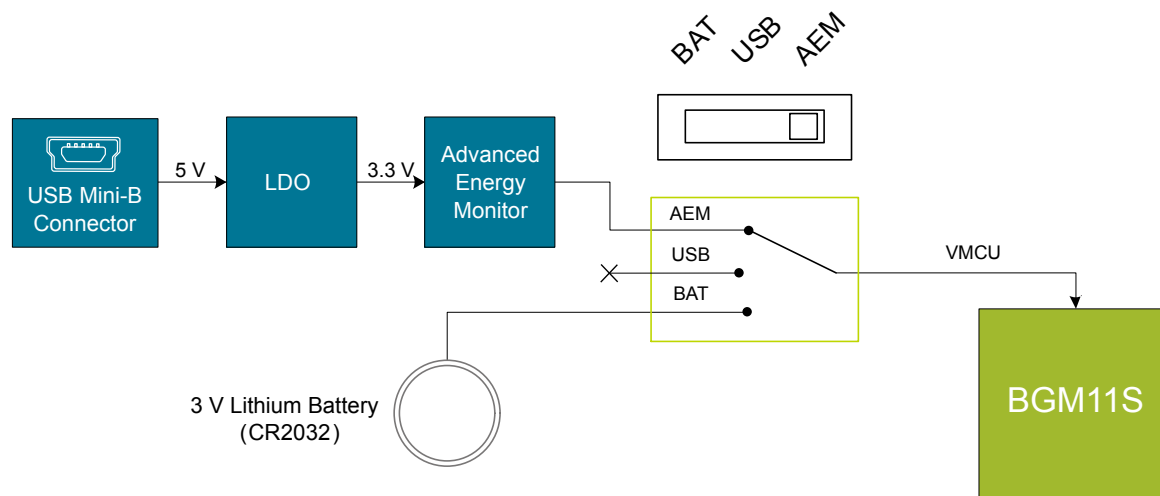 BAT
USB
AEM
USB Mini-B
Connector
5 V
LDO
3.3 V
Advanced
Energy
Monitor
AEM
USB
BAT
VMCU
BGM11S
3 V Lithium Battery
(CR2032)